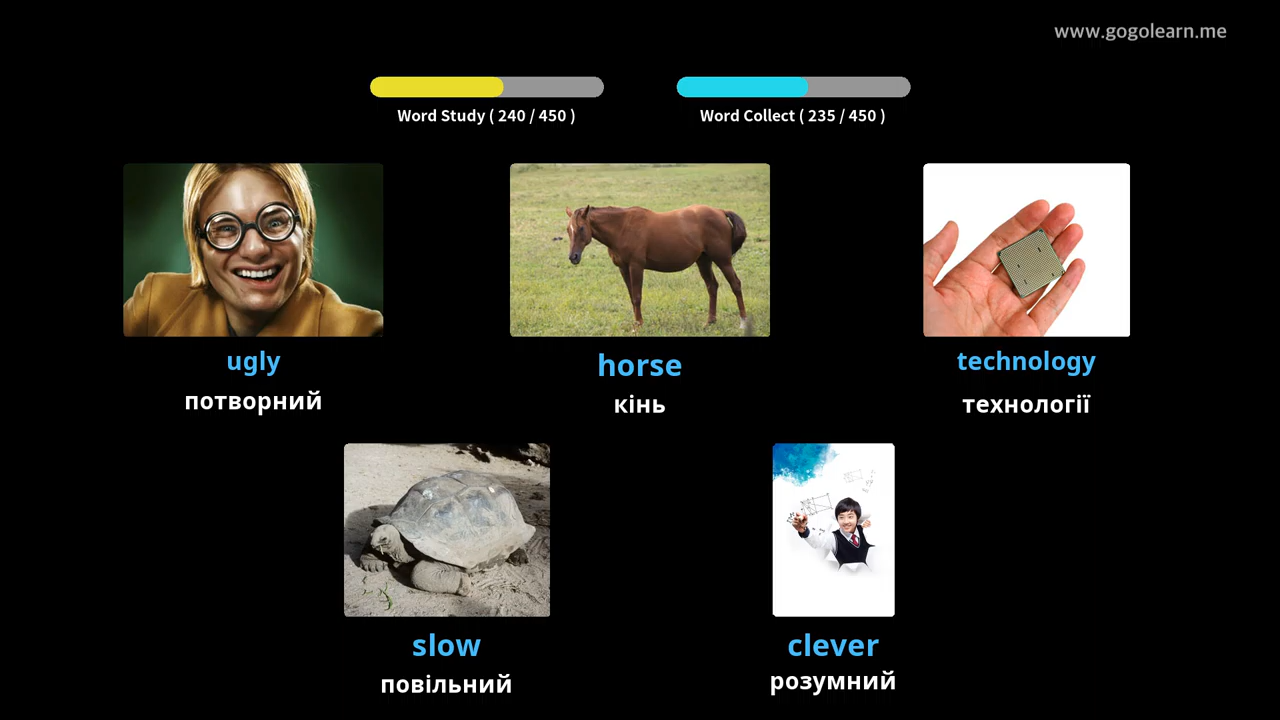 www.gogolearn.me
Word Study ( 240 / 450 )
Word Collect ( 235 / 450 )
ugly
потворний
horse
кінь
technology
технології
slow
повільний
clever
розумний